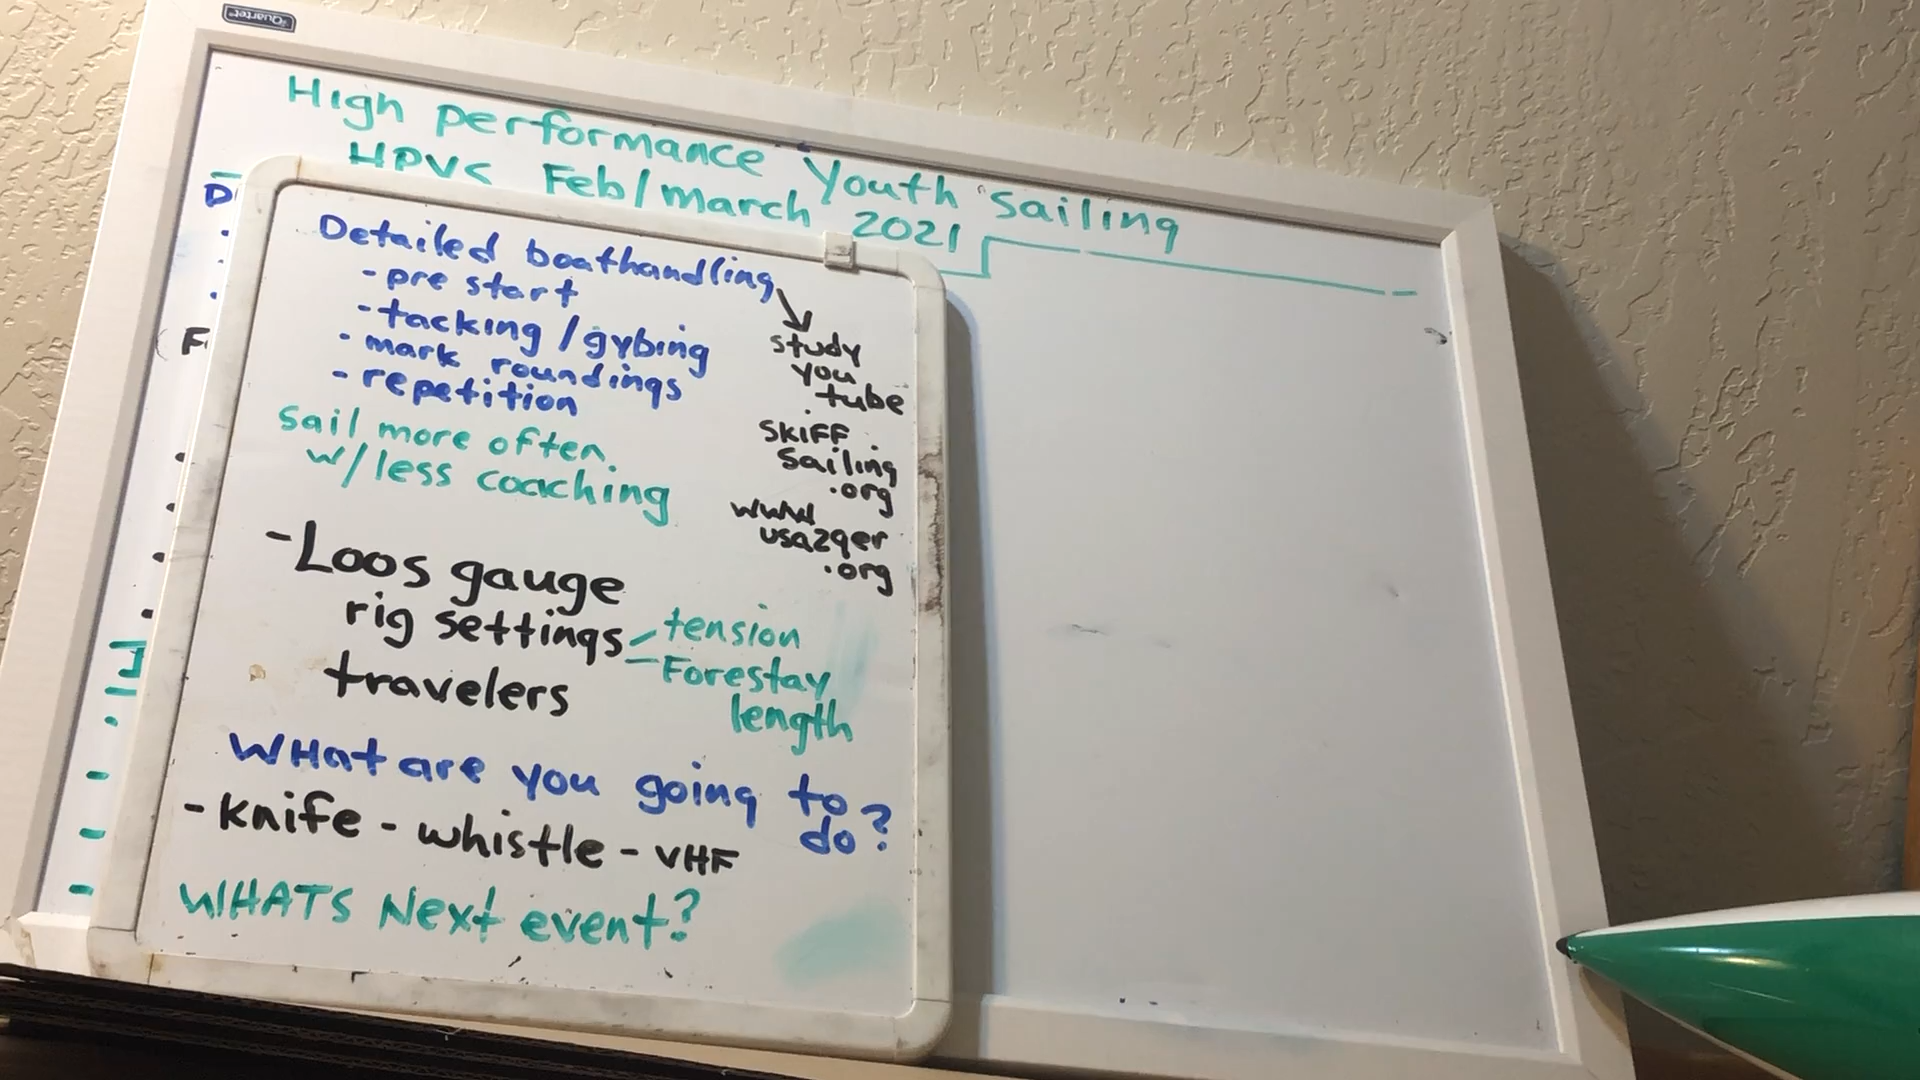 Quartet
High performance Youth Sailing
HPYS Feb/march 2021
D
F
Detailed boathandling
- pre start
- tacking / gybing
- mark roundings
- repetition
study
you
tube
SKiFF
Sailing
.org
www
usa29er
.org
sail more often
w/less coaching
- Loos gauge
rig settings
tension
Forestay
length
travelers
WHat are you going to
do?
- knife - whistle - VHF
WHATS Next event?